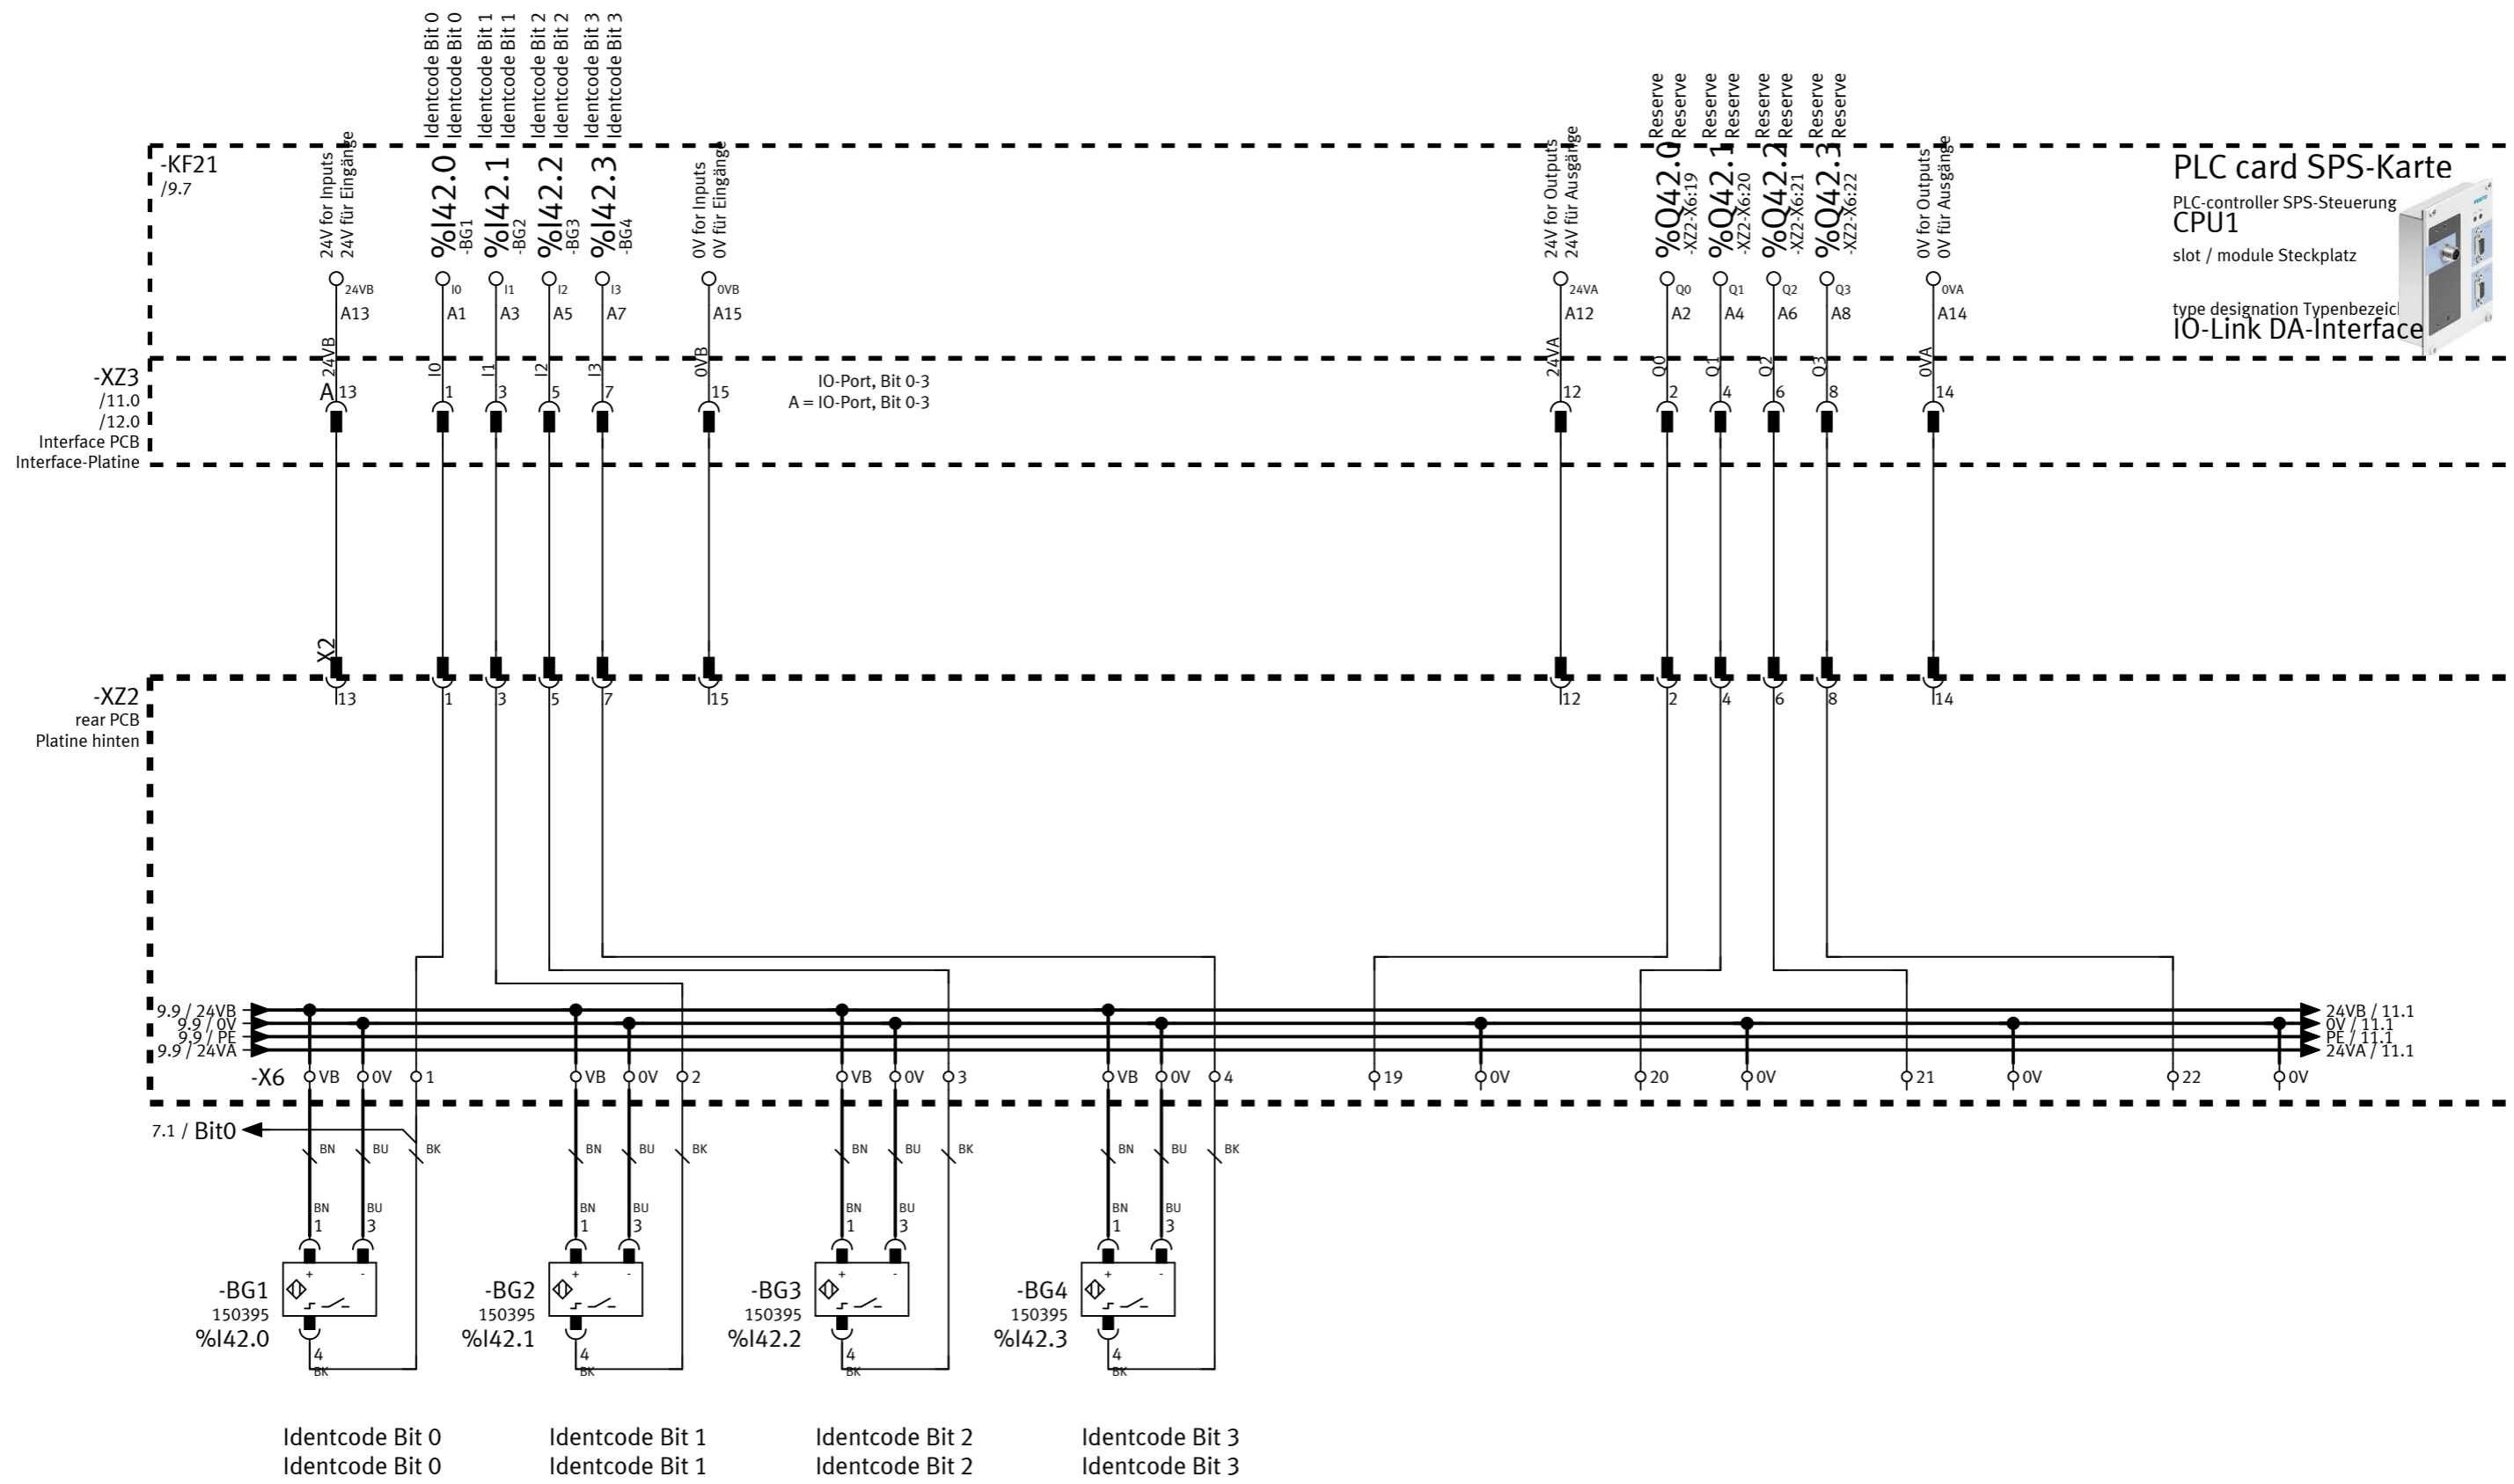 Identcode Bit 0
Identcode Bit 0
Identcode Bit 1
Identcode Bit 1
Identcode Bit 2
Identcode Bit 2
Identcode Bit 3
Identcode Bit 3
Reserve
Reserve
Reserve
Reserve
Reserve
Reserve
Reserve
Reserve
-KF21
/9.7
24V for Inputs
24V für Eingänge
%I42.0
-BG1
%I42.1
-BG2
%I42.2
-BG3
%I42.3
-BG4
0V for Inputs
0V für Eingänge
24V for Outputs
24V für Ausgänge
%Q42.0
-XZ2-X6:19
%Q42.1
-XZ2-X6:20
%Q42.2
-XZ2-X6:21
%Q42.3
-XZ2-X6:22
0V for Outputs
0V für Ausgänge
PLC card SPS-Karte
PLC-controller SPS-Steuerung
CPU1
slot / module Steckplatz
type designation Typenbezeich
IO-Link DA-Interface
FESTO
24VB I0 I1 I2 I3 0VB 24VA Q0 Q1 Q2 Q3 0VA
A13 A1 A3 A5 A7 A15 A12 A2 A4 A6 A8 A14
24VB I0 I1 I2 I3 0VB 24VA Q0 Q1 Q2 Q3 0VA
-XZ3
/11.0
/12.0
Interface PCB
Interface-Platine
A 13 1 3 5 7 15 12 2 4 6 8 14
IO-Port, Bit 0-3
A = IO-Port, Bit 0-3
X2
-XZ2
rear PCB
Platine hinten
13 1 3 5 7 15 12 2 4 6 8 14
9.9 / 24VB
9.9 / 0V
9.9 / PE
9.9 / 24VA
24VB / 11.1
0V / 11.1
PE / 11.1
24VA / 11.1
-X6 VB 0V 1 VB 0V 2 VB 0V 3 VB 0V 4 19 0V 20 0V 21 0V 22 0V
7.1 / Bit0
BN BU BK BN BU BK BN BU BK BN BU BK
BN BU BN BU BN BU BN BU
1 3 1 3 1 3 1 3
+ - + - + - + -
-BG1
150395
%I42.0
4
BK
-BG2
150395
%I42.1
4
BK
-BG3
150395
%I42.2
4
BK
-BG4
150395
%I42.3
4
BK
Identcode Bit 0
Identcode Bit 0
Identcode Bit 1
Identcode Bit 1
Identcode Bit 2
Identcode Bit 2
Identcode Bit 3
Identcode Bit 3